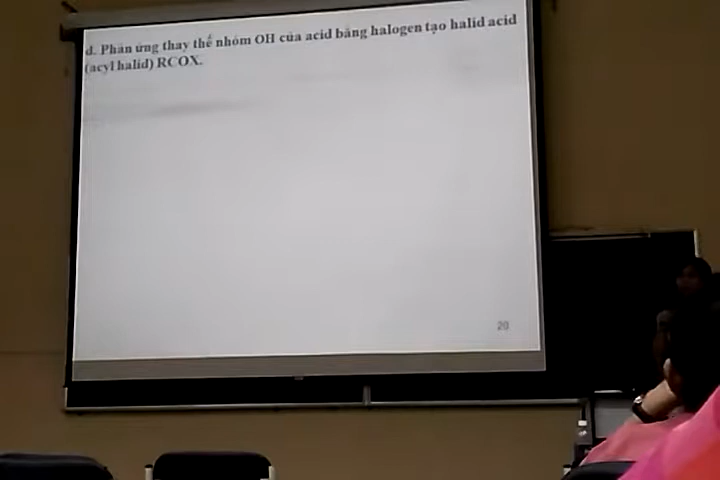 d. Phản ứng thay thế nhóm OH của acid bằng halogen tạo halid acid
(acyl halid) RCOX.
20